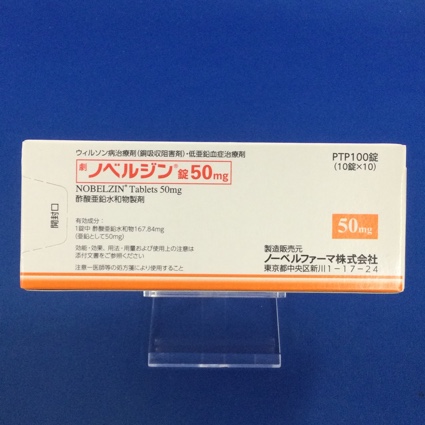 ウィルソン病治療剤(銅吸収阻害剤)・低亜鉛血症治療剤
劇 ノベルジン®錠50mg
NOBELZIN® Tablets 50mg
酢酸亜鉛水和物製剤
PTP100錠
(10錠×10)
開封口
有効成分:
1錠中 酢酸亜鉛水和物167.84mg
(亜鉛として50mg)
効能・効果、用法・用量および使用上の注意は
添付文書をご参照ください
注意-医師等の処方箋により使用すること
50mg
製造販売元
ノーベルファーマ株式会社
東京都中央区新川1-17-24